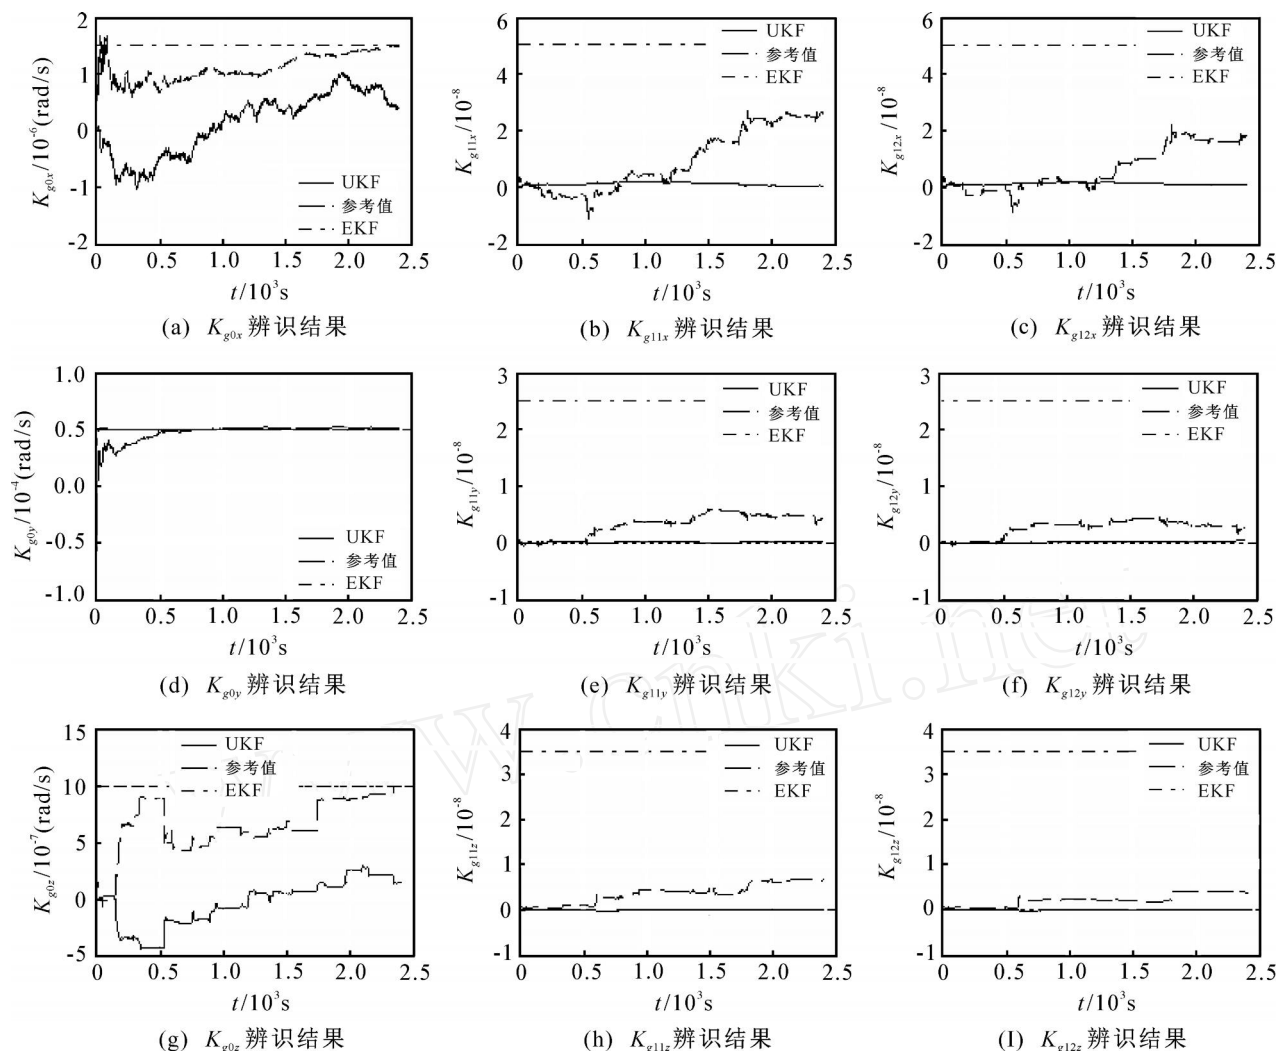 K_{g0x}/10^{-6}(rad/s)
2
1
0
-1
-2
UKF
参考值
EKF
0 0.5 1.0 1.5 2.0 2.5
t/10^3s
(a) K_{g0x} 辨识结果
K_{g11x}/10^{-8}
6
4
2
0
-2
UKF
参考值
EKF
0 0.5 1.0 1.5 2.0 2.5
t/10^3s
(b) K_{g11x} 辨识结果
K_{g12x}/10^{-8}
6
4
2
0
-2
UKF
参考值
EKF
0 0.5 1.0 1.5 2.0 2.5
t/10^3s
(c) K_{g12x} 辨识结果
K_{g0y}/10^{-4}(rad/s)
1.0
0.5
0.0
-0.5
-1.0
UKF
参考值
EKF
0 0.5 1.0 1.5 2.0 2.5
t/10^3s
(d) K_{g0y} 辨识结果
K_{g11y}/10^{-8}
3
2
1
0
-1
UKF
参考值
EKF
0 0.5 1.0 1.5 2.0 2.5
t/10^3s
(e) K_{g11y} 辨识结果
K_{g12y}/10^{-8}
3
2
1
0
-1
UKF
参考值
EKF
0 0.5 1.0 1.5 2.0 2.5
t/10^3s
(f) K_{g12y} 辨识结果
K_{g0z}/10^{-7}(rad/s)
15
10
5
0
-5
UKF
参考值
EKF
0 0.5 1.0 1.5 2.0 2.5
t/10^3s
(g) K_{g0z} 辨识结果
K_{g11z}/10^{-8}
4
3
2
1
0
-1
UKF
参考值
EKF
0 0.5 1.0 1.5 2.0 2.5
t/10^3s
(h) K_{g11z} 辨识结果
K_{g12z}/10^{-8}
4
3
2
1
0
-1
UKF
参考值
EKF
0 0.5 1.0 1.5 2.0 2.5
t/10^3s
(I) K_{g12z} 辨识结果
www.cnki.net